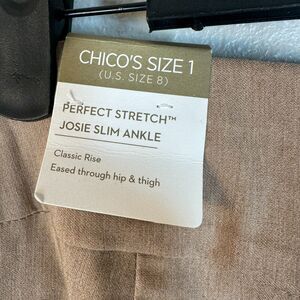 CHICO'S SIZE 1
(U.S. SIZE 8)
PERFECT STRETCH™
JOSIE SLIM ANKLE
Classic Rise
Eased through hip & thigh